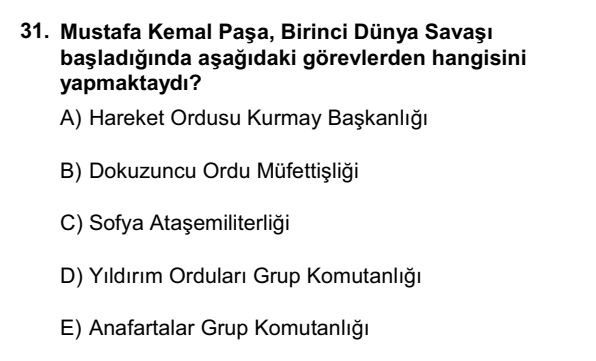 31. Mustafa Kemal Paşa, Birinci Dünya Savaşı
başladığında aşağıdaki görevlerden hangisini
yapmaktaydı?
A) Hareket Ordusu Kurmay Başkanlığı
B) Dokuzuncu Ordu Müfettişliği
C) Sofya Ataşemiliterliği
D) Yıldırım Orduları Grup Komutanlığı
E) Anafartalar Grup Komutanlığı